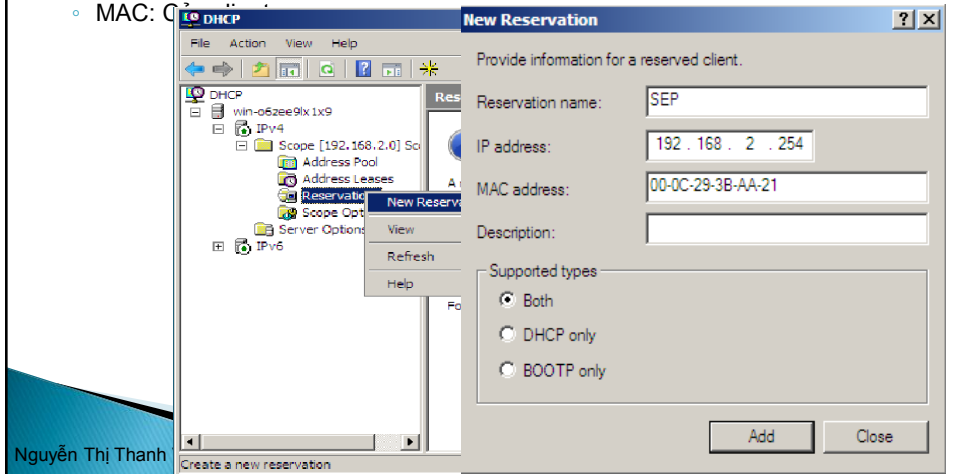 ◦ MAC: Của client
DHCP
File Action View Help
DHCP
win-o6zee9lx1x9
IPv4
Scope [192.168.2.0] Sco
Address Pool
Address Leases
Reservatio
Scope Opt
Server Options
IPv6
Res
A
New Reserva
View
Refresh
Help
Fo
Create a new reservation
Nguyễn Thị Thanh
New Reservation
Provide information for a reserved client.
Reservation name: SEP
IP address: 192 . 168 . 2 . 254
MAC address: 00-0C-29-3B-AA-21
Description:
Supported types
Both
DHCP only
BOOTP only
Add Close